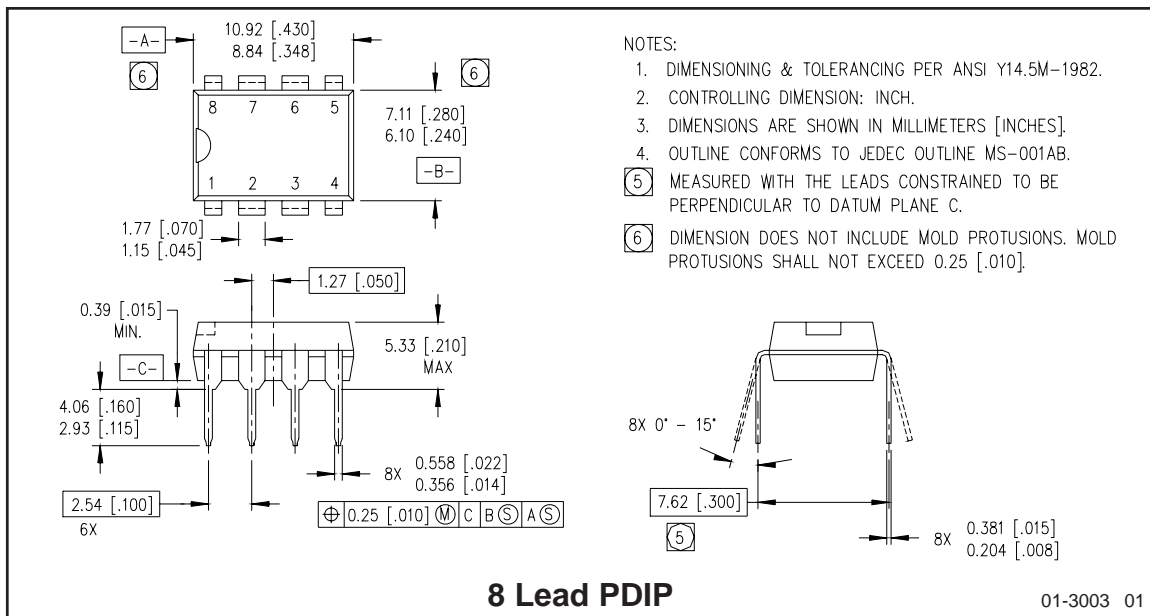 10.92 [.430]
8.84 [.348]
-A-
6
6
8 7 6 5
7.11 [.280]
6.10 [.240]
-B-
1 2 3 4
1.77 [.070]
1.15 [.045]
1.27 [.050]
0.39 [.015]
MIN.
-C-
5.33 [.210]
MAX
4.06 [.160]
2.93 [.115]
8X 0.558 [.022]
0.356 [.014]
2.54 [.100]
6X
⌖ 0.25 [.010] Ⓜ C B Ⓢ A Ⓢ
NOTES:
1. DIMENSIONING & TOLERANCING PER ANSI Y14.5M-1982.
2. CONTROLLING DIMENSION: INCH.
3. DIMENSIONS ARE SHOWN IN MILLIMETERS [INCHES].
4. OUTLINE CONFORMS TO JEDEC OUTLINE MS-001AB.
5 MEASURED WITH THE LEADS CONSTRAINED TO BE
PERPENDICULAR TO DATUM PLANE C.
6 DIMENSION DOES NOT INCLUDE MOLD PROTUSIONS. MOLD
PROTUSIONS SHALL NOT EXCEED 0.25 [.010].
8X 0° - 15°
7.62 [.300]
5
8X 0.381 [.015]
0.204 [.008]
8 Lead PDIP
01-3003 01